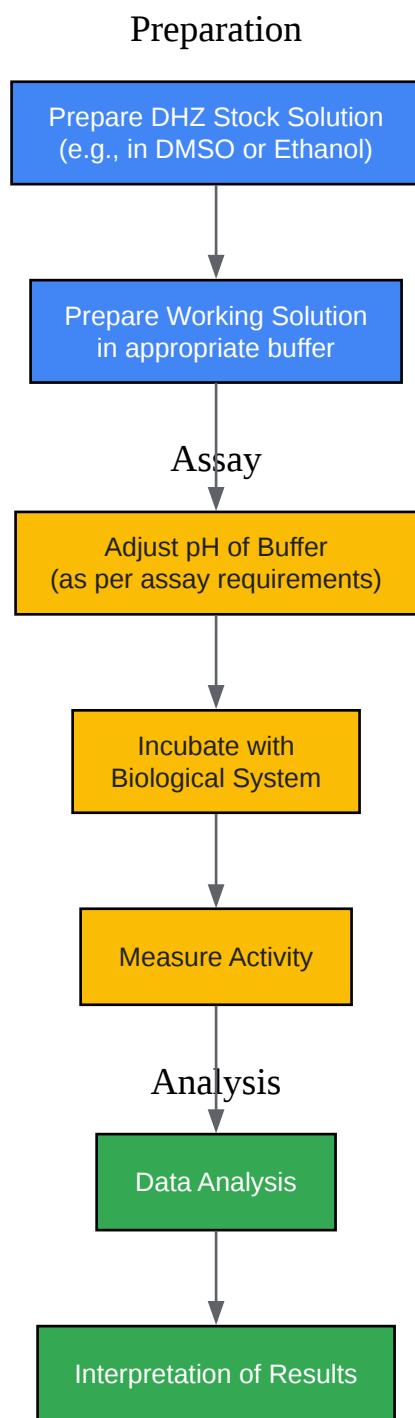 Preparation
Prepare DHZ Stock Solution
(e.g., in DMSO or Ethanol)
Prepare Working Solution
in appropriate buffer
Assay
Adjust pH of Buffer
(as per assay requirements)
Incubate with
Biological System
Measure Activity
Analysis
Data Analysis
Interpretation of Results